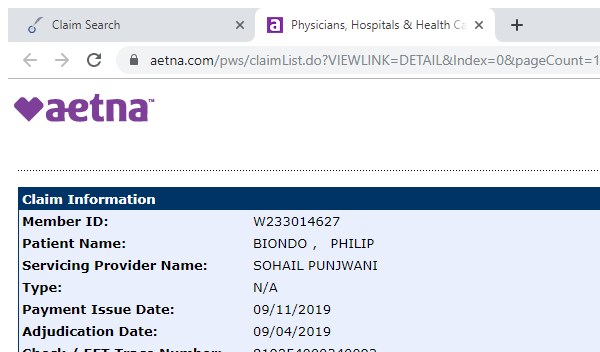 Claim Search
Physicians, Hospitals & Health Ca
aetna.com/pws/claimList.do?VIEWLINK=DETAIL&Index=0&pageCount=1
aetna™
Claim Information
Member ID: W233014627
Patient Name: BIONDO , PHILIP
Servicing Provider Name: SOHAIL PUNJWANI
Type: N/A
Payment Issue Date: 09/11/2019
Adjudication Date: 09/04/2019